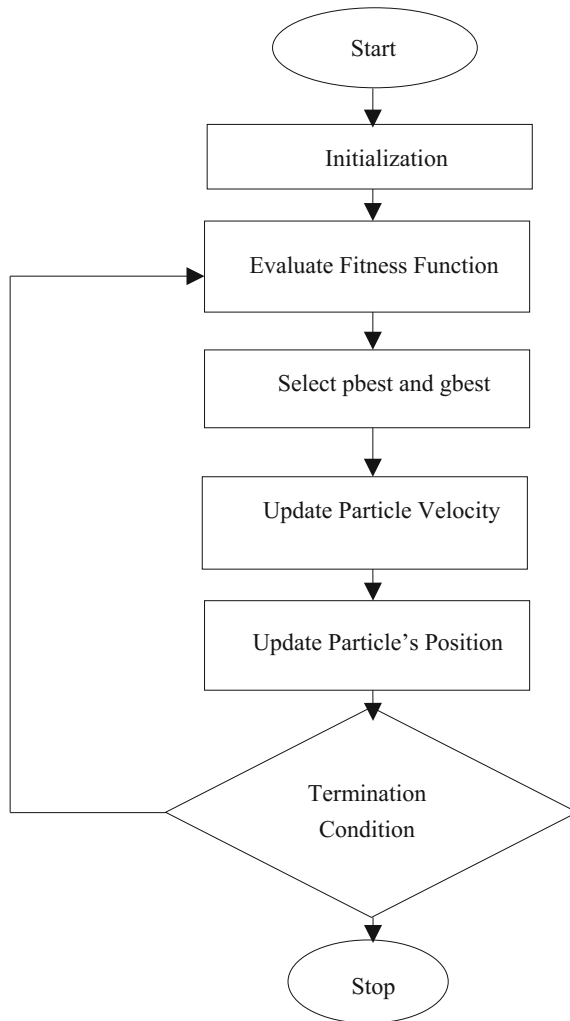 Start
Initialization
Evaluate Fitness Function
Select pbest and gbest
Update Particle Velocity
Update Particle’s Position
Termination
Condition
Stop